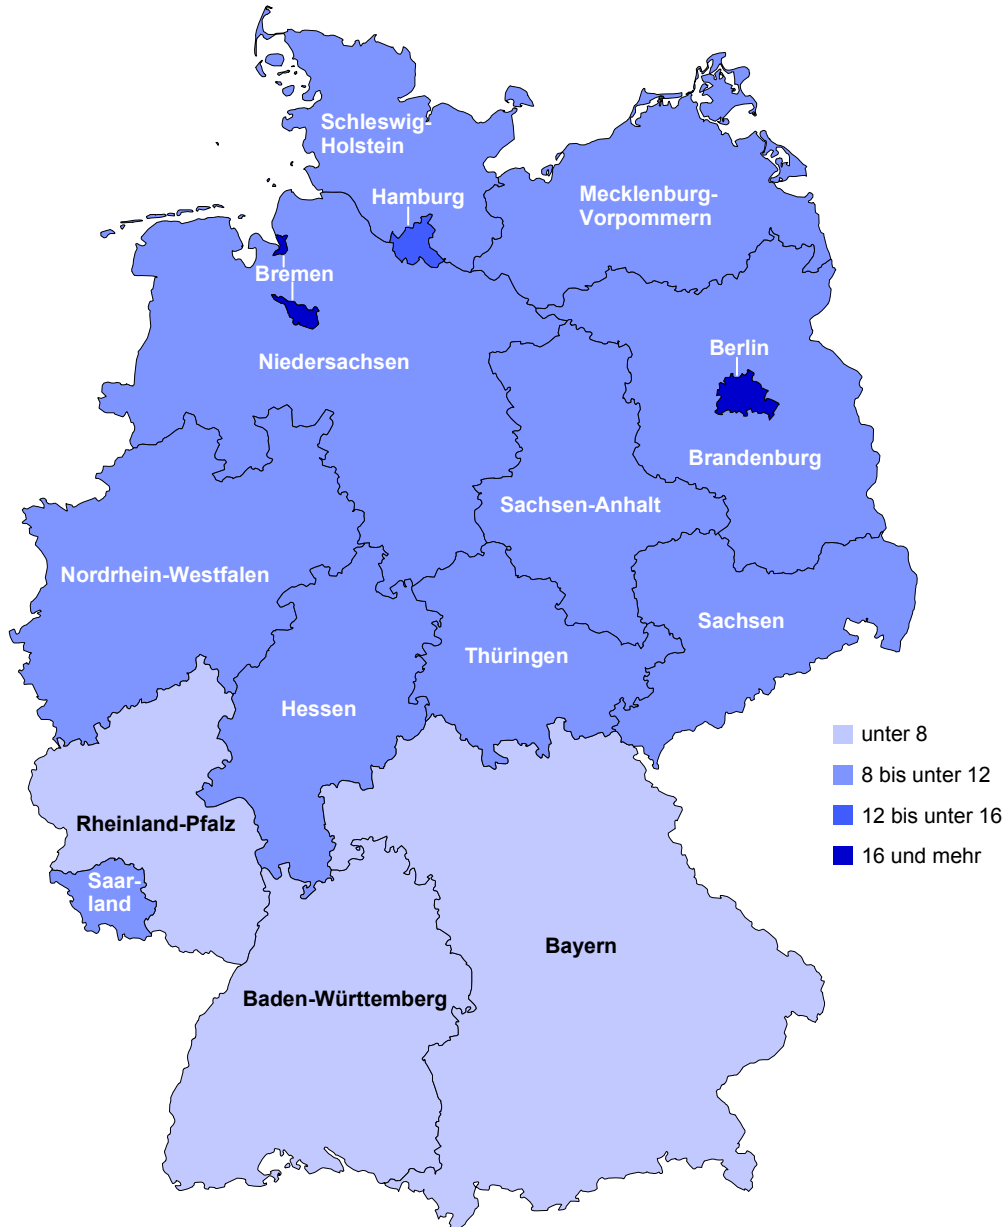 Schleswig-
Holstein
Hamburg
Mecklenburg-
Vorpommern
Bremen
Niedersachsen
Berlin
Brandenburg
Sachsen-Anhalt
Nordrhein-Westfalen
Sachsen
Thüringen
Hessen
unter 8
8 bis unter 12
12 bis unter 16
16 und mehr
Rheinland-Pfalz
Saar-
land
Bayern
Baden-Württemberg